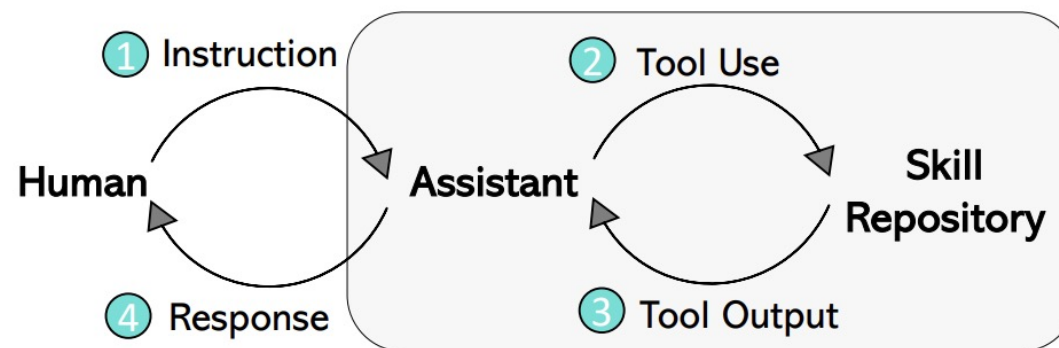 1 Instruction
2 Tool Use
Human
Assistant
Skill
Repository
4 Response
3 Tool Output